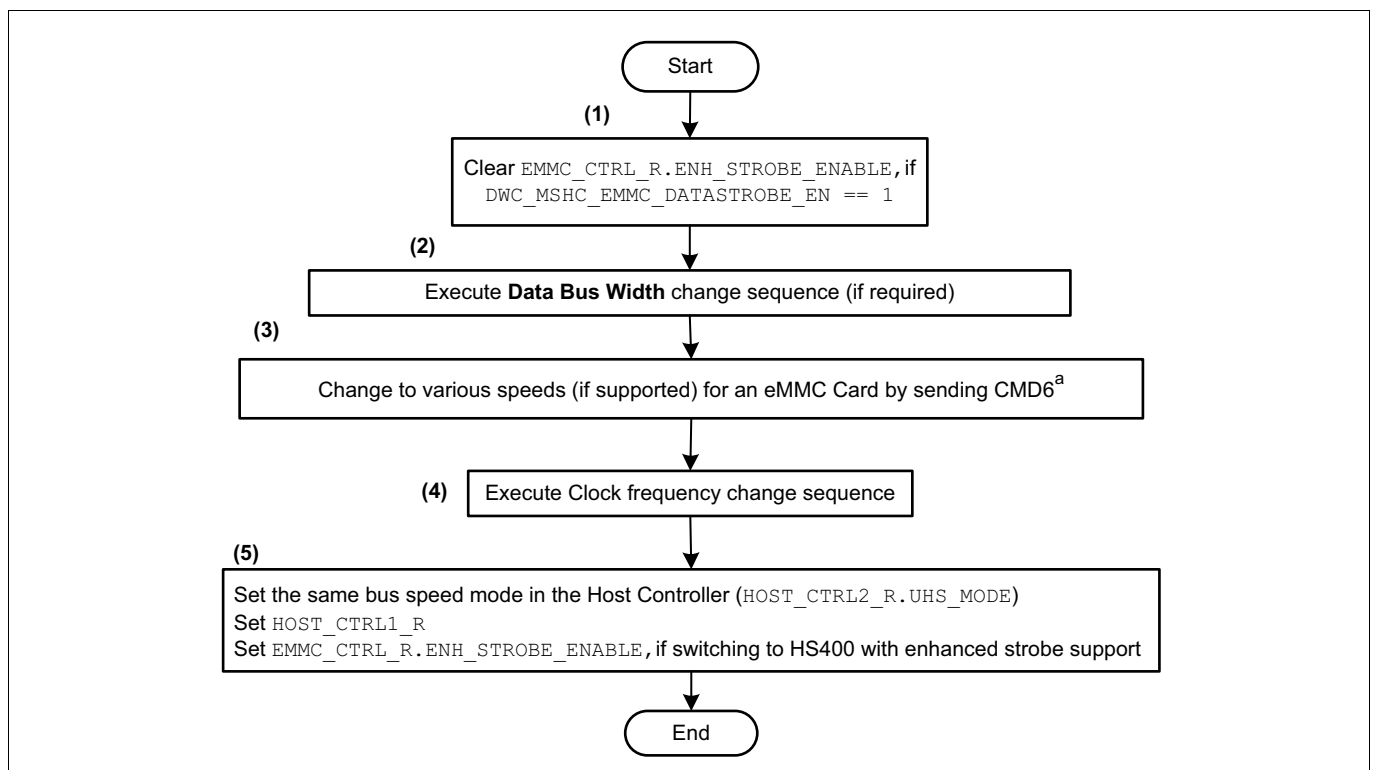 Start
(1)
Clear EMMC_CTRL_R.ENH_STROBE_ENABLE, if
DWC_MSHC_EMMC_DATASTROBE_EN == 1
(2)
Execute Data Bus Width change sequence (if required)
(3)
Change to various speeds (if supported) for an eMMC Card by sending CMD6a
(4)
Execute Clock frequency change sequence
(5)
Set the same bus speed mode in the Host Controller (HOST_CTRL2_R.UHS_MODE)
Set HOST_CTRL1_R
Set EMMC_CTRL_R.ENH_STROBE_ENABLE, if switching to HS400 with enhanced strobe support
End